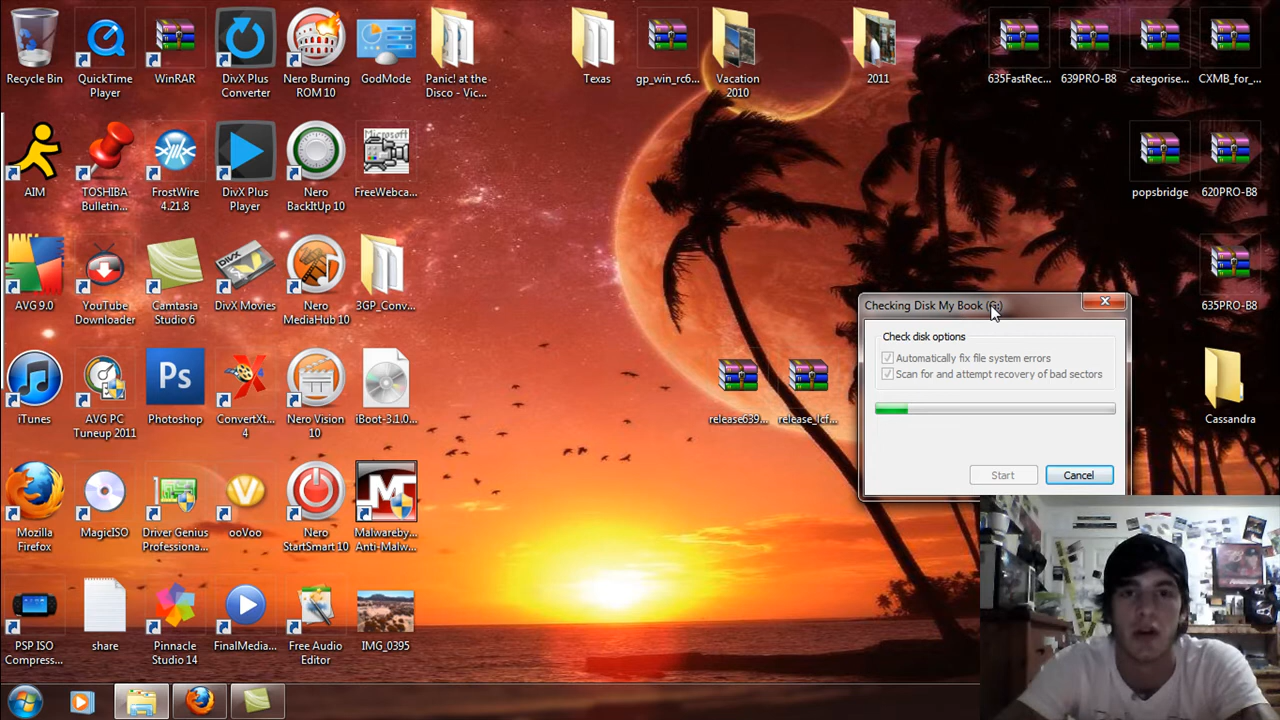 Recycle Bin
QuickTime Player
WinRAR
DivX Plus Converter
Nero Burning ROM 10
GodMode
Panic! at the Disco - Vic...
Texas
gp_win_rc6...
Vacation 2010
2011
635FastRec...
639PRO-B8
categorise...
CXMB_for_...
AIM
TOSHIBA Bulletin...
FrostWire 4.21.8
DivX Plus Player
Nero BackItUp 10
Microsoft
FreeWebca...
popsbridge
620PRO-B8
AVG 9.0
YouTube Downloader
Camtasia Studio 6
DivX Movies
Nero MediaHub 10
3GP_Conv...
635PRO-B8
Checking Disk My Book (G:)
Check disk options
Automatically fix file system errors
Scan for and attempt recovery of bad sectors
Start
Cancel
iTunes
AVG PC Tuneup 2011
Ps
Photoshop
ConvertXt... 4
Nero Vision 10
iBoot-3.1.0...
release639...
release_lcf...
Cassandra
Mozilla Firefox
MagicISO
Driver Genius Professiona...
ooVoo
Nero StartSmart 10
Malwareby... Anti-Malw...
PSP ISO Compress...
share
Pinnacle Studio 14
FinalMedia...
Free Audio Editor
IMG_0395